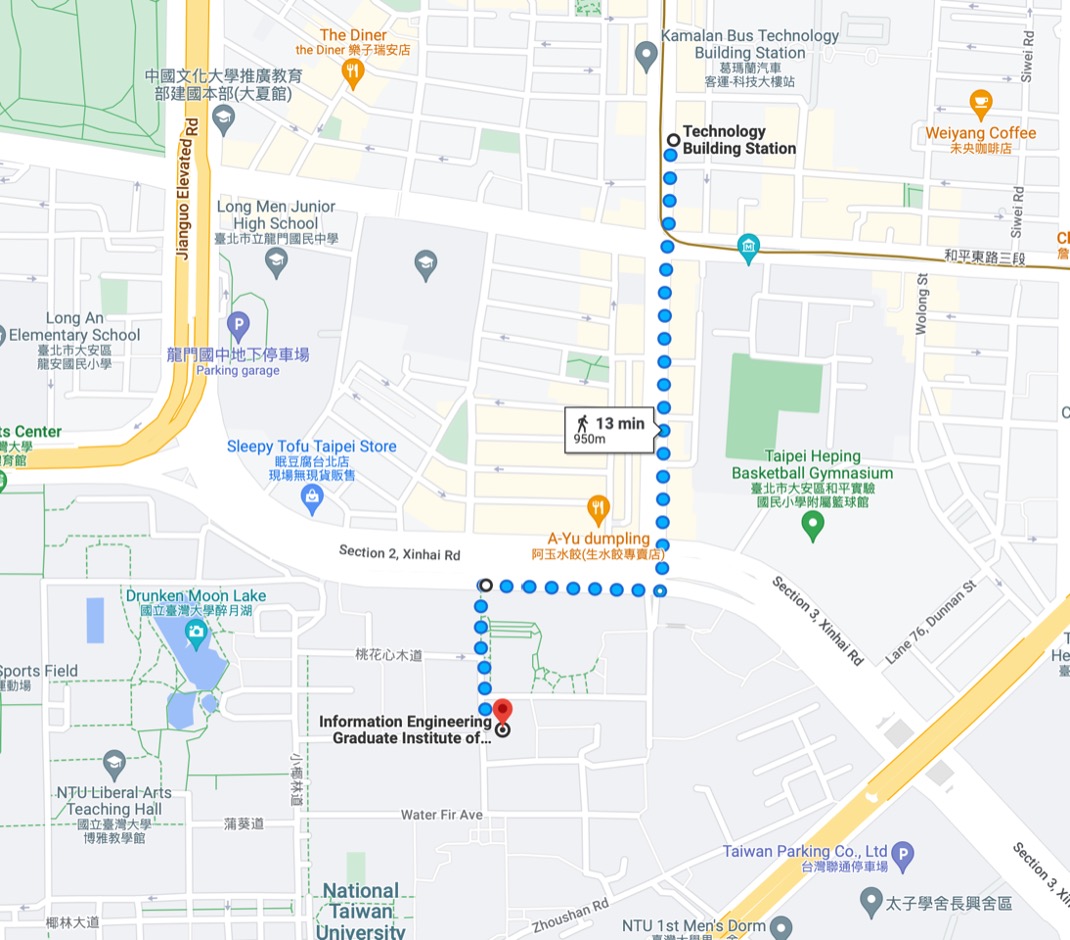 The Diner
the Diner 樂子瑞安店
Kamalan Bus Technology
Building Station
葛瑪蘭汽車
客運-科技大樓站
Siwei Rd
中國文化大學推廣教育
部建國本部(大夏館)
Weiyang Coffee
未央咖啡店
Technology
Building Station
Jianguo Elevated Rd
Long Men Junior
High School
臺北市立龍門國民中學
Siwei Rd
和平東路三段
Wolong St
Long An
Elementary School
臺北市大安區
龍安國民小學
龍門國中地下停車場
Parking garage
13 min
950m
ts Center
Sleepy Tofu Taipei Store
眠豆腐台北店
現場無現貨販售
Taipei Heping
Basketball Gymnasium
臺北市大安區和平實驗
國民小學附屬籃球館
A-Yu dumpling
阿玉水餃(生水餃專賣店)
Section 2, Xinhai Rd
Section 3, Xinhai Rd
Lane 76, Dunnan St
Drunken Moon Lake
國立臺灣大學醉月湖
桃花心木道
Sports Field
運動場
Information Engineering
Graduate Institute of...
小椰林道
NTU Liberal Arts
Teaching Hall
國立臺灣大學
博雅教學館
蒲葵道
Water Fir Ave
Taiwan Parking Co., Ltd
台灣聯通停車場
Section 3, Xin
National
Taiwan
University
椰林大道
Zhoushan Rd
NTU 1st Men's Dorm
太子學舍長興舍區